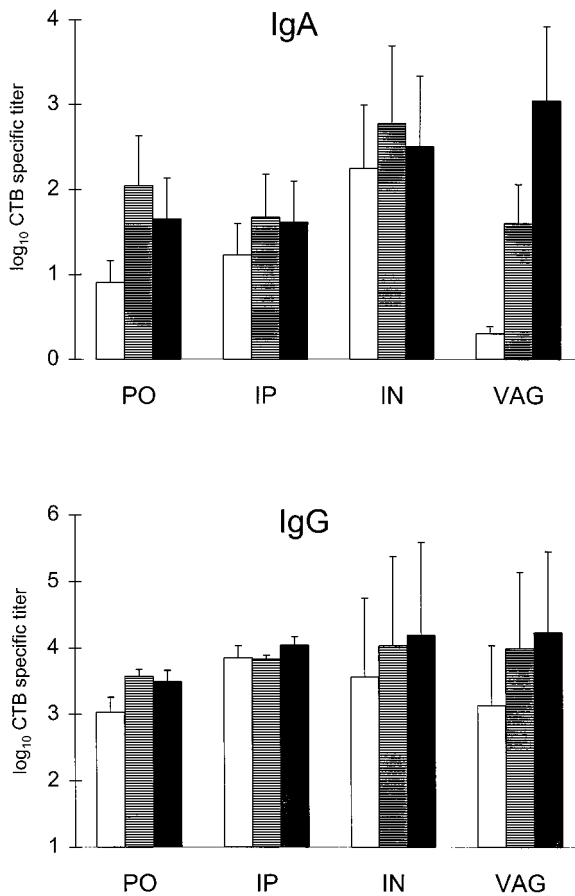 IgA
log₁₀ CTB specific titer
4
3
2
1
0
PO IP IN VAG
IgG
log₁₀ CTB specific titer
6
5
4
3
2
1
PO IP IN VAG